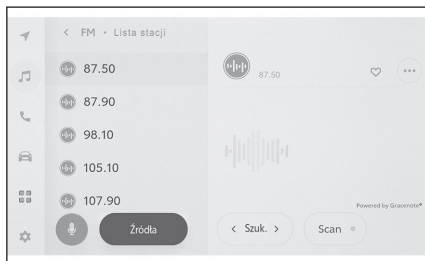 < FM • Lista stacji
87.50
87.90
98.10
105.10
107.90
Źródła
87.50
Powered by Gracenote®
< Szuk. >
Scan